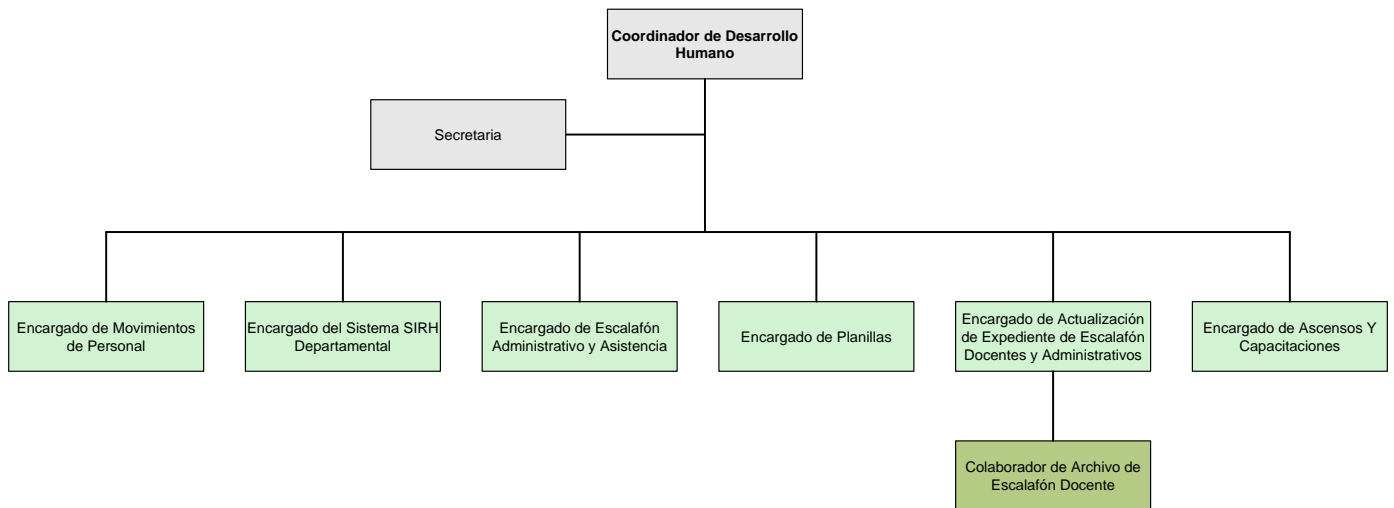 Coordinador de Desarrollo
Humano
Secretaria
Encargado de Movimientos
de Personal
Encargado del Sistema SIRH
Departamental
Encargado de Escalafón
Administrativo y Asistencia
Encargado de Planillas
Encargado de Actualización
de Expediente de Escalafón
Docentes y Administrativos
Encargado de Ascensos Y
Capacitaciones
Colaborador de Archivo de
Escalafón Docente